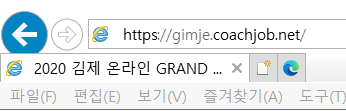 https://gimje.coachjob.net/
2020 김제 온라인 GRAND ...
파일(F) 편집(E) 보기(V) 즐겨찾기(A) 도구(T)